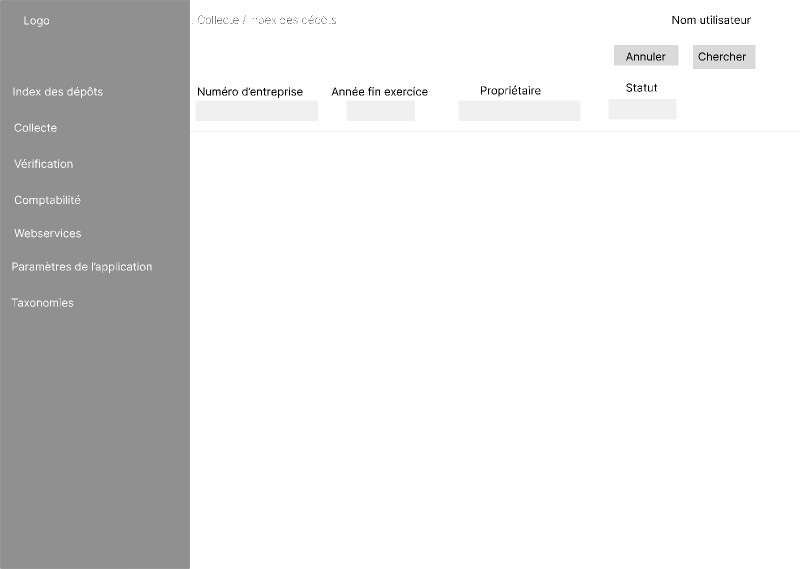 Logo
. Collecte / Index des dépôts
Nom utilisateur
Annuler
Chercher
Index des dépôts
Numéro d'entreprise
Année fin exercice
Propriétaire
Statut
Collecte
Vérification
Comptabilité
Webservices
Paramètres de l'application
Taxonomies